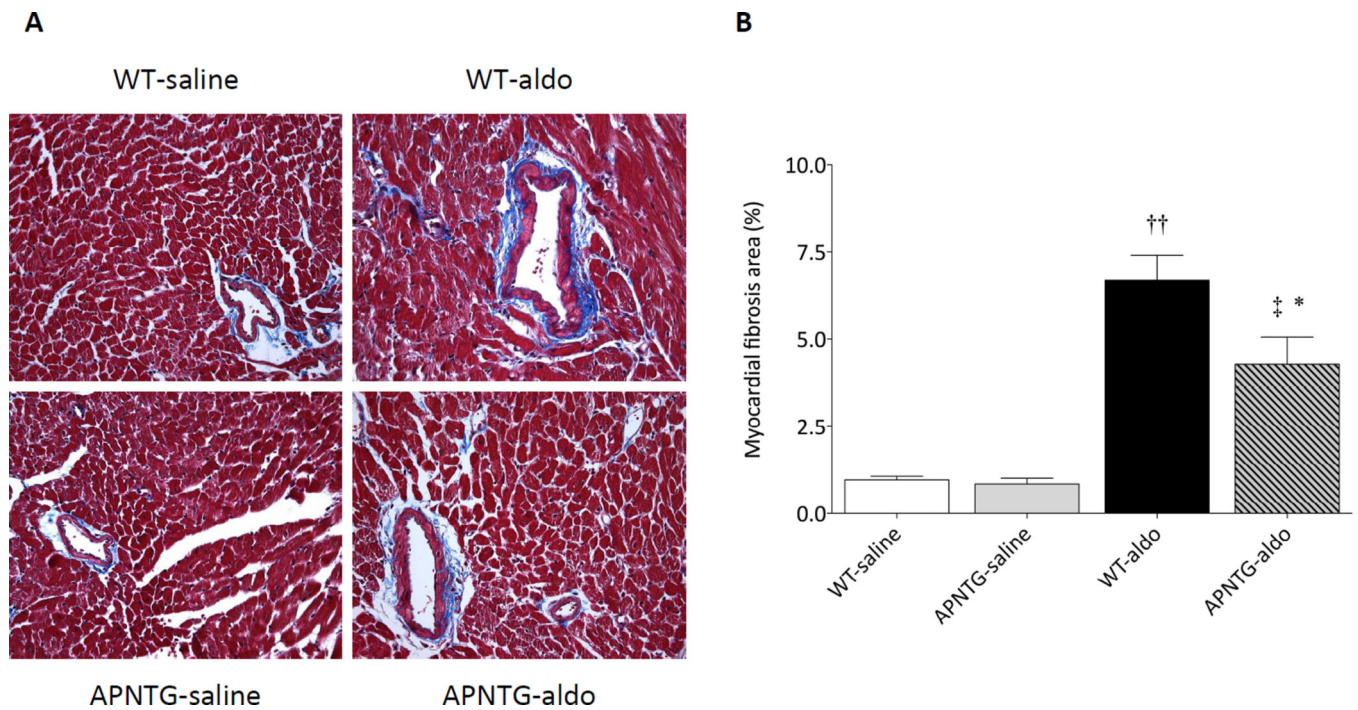 A
B
WT-saline
WT-aldo
APNTG-saline
APNTG-aldo
Myocardial fibrosis area (%)
10.0
7.5
5.0
2.5
0.0
††
‡ *
WT-saline
APNTG-saline
WT-aldo
APNTG-aldo